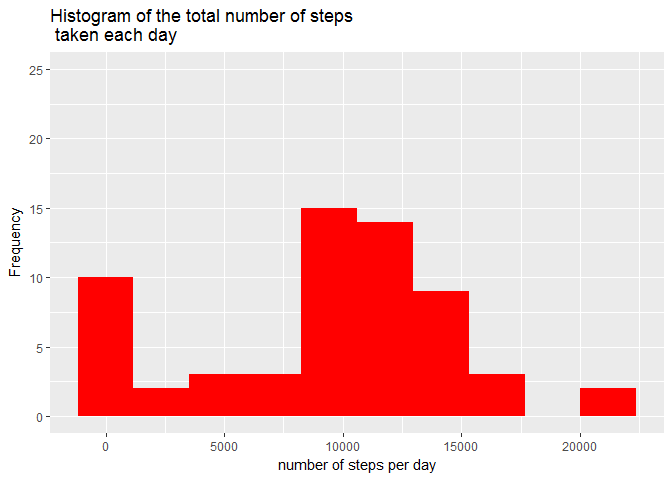 Histogram of the total number of steps
taken each day
25
20
15
10
5
0
Frequency
0 5000 10000 15000 20000
number of steps per day